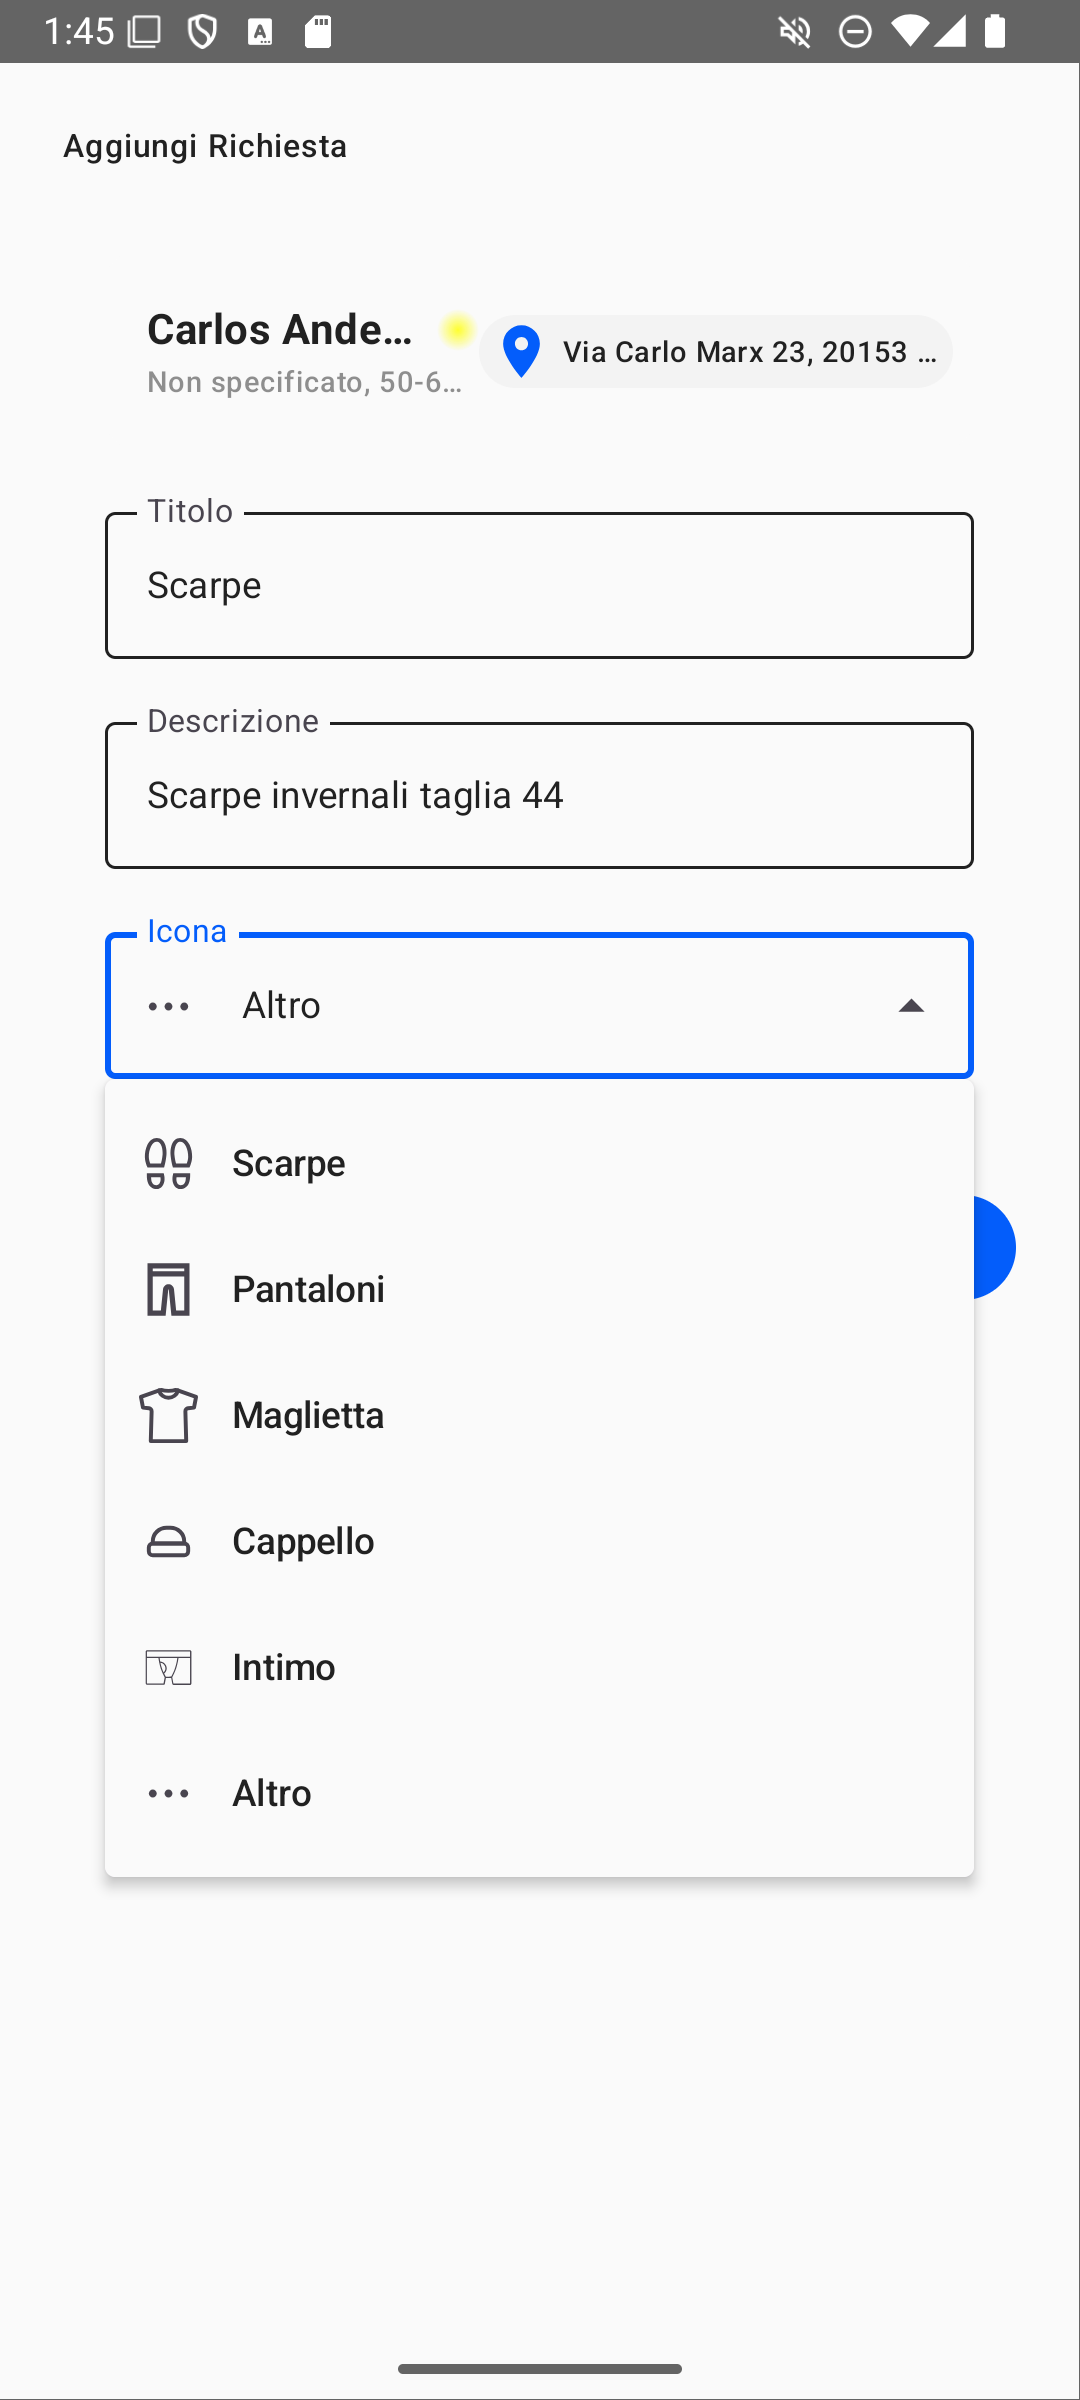 1:45
Aggiungi Richiesta
Carlos Ande...
Non specificato, 50-6...
Via Carlo Marx 23, 20153 ...
Titolo
Scarpe
Descrizione
Scarpe invernali taglia 44
Icona
Altro
Scarpe
Pantaloni
Maglietta
Cappello
Intimo
Altro